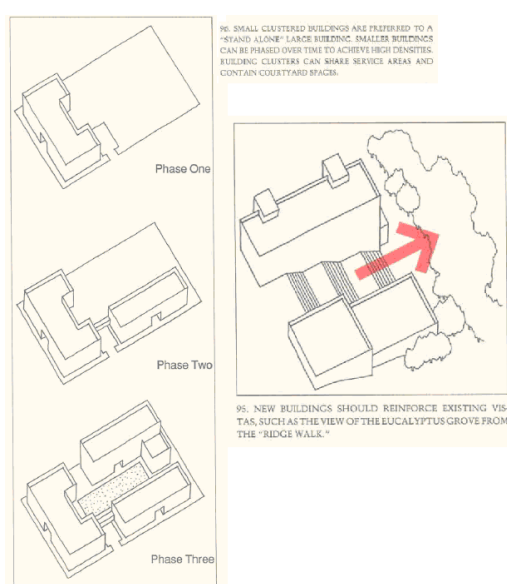 96. SMALL CLUSTERED BUILDINGS ARE PREFERRED TO A
"STAND ALONE" LARGE BUILDING. SMALLER BUILDINGS
CAN BE PHASED OVER TIME TO ACHIEVE HIGH DENSITIES.
BUILDING CLUSTERS CAN SHARE SERVICE AREAS AND
CONTAIN COURTYARD SPACES.
Phase One
Phase Two
Phase Three
95. NEW BUILDINGS SHOULD REINFORCE EXISTING VIS-
TAS, SUCH AS THE VIEW OF THE EUCALYPTUS GROVE FROM
THE "RIDGE WALK."